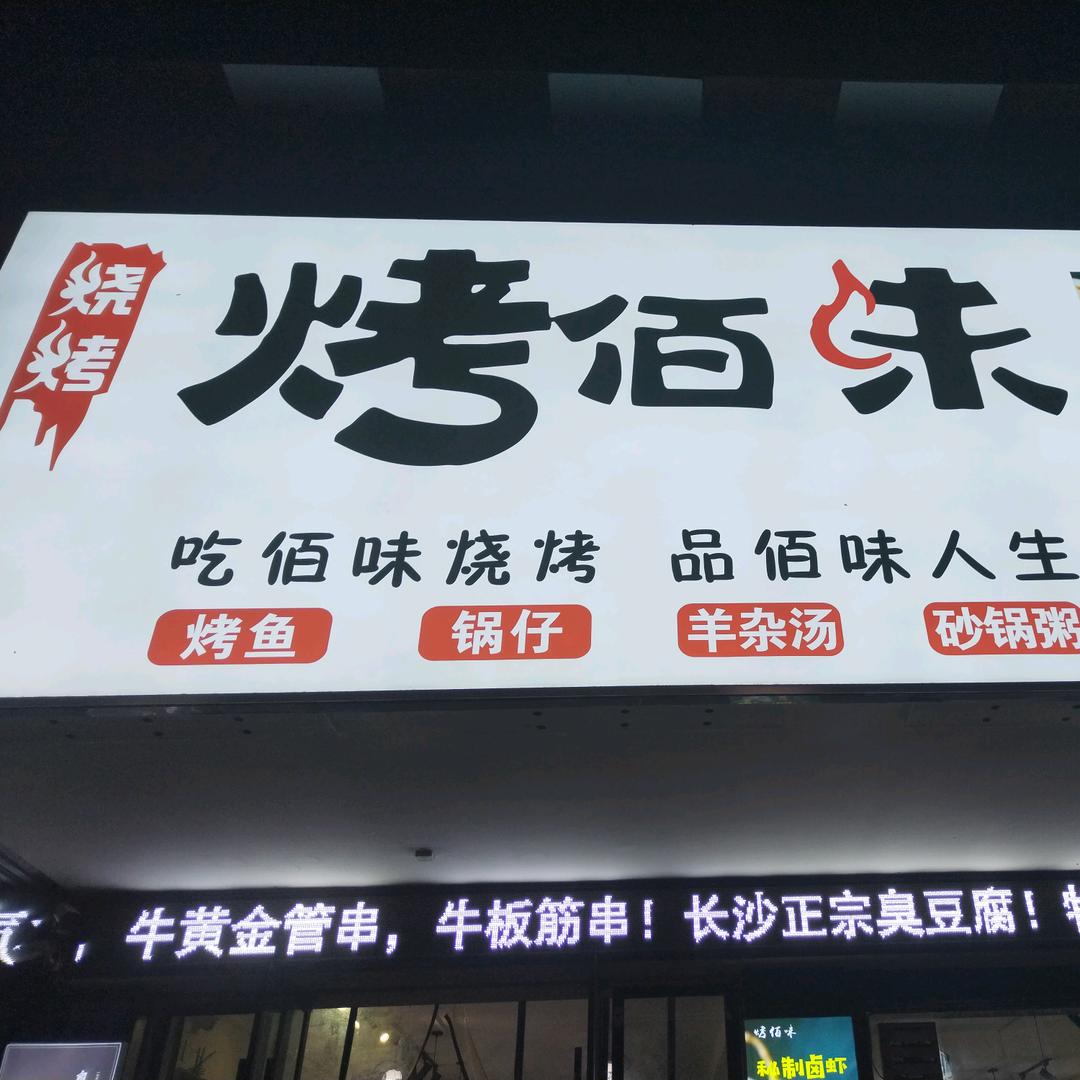 烧烤
烤佰味
吃佰味烧烤 品佰味人生
烤鱼 锅仔 羊杂汤 砂锅粥
，牛黄金管串，牛板筋串！长沙正宗臭豆腐！特
烤佰味
私制卤虾